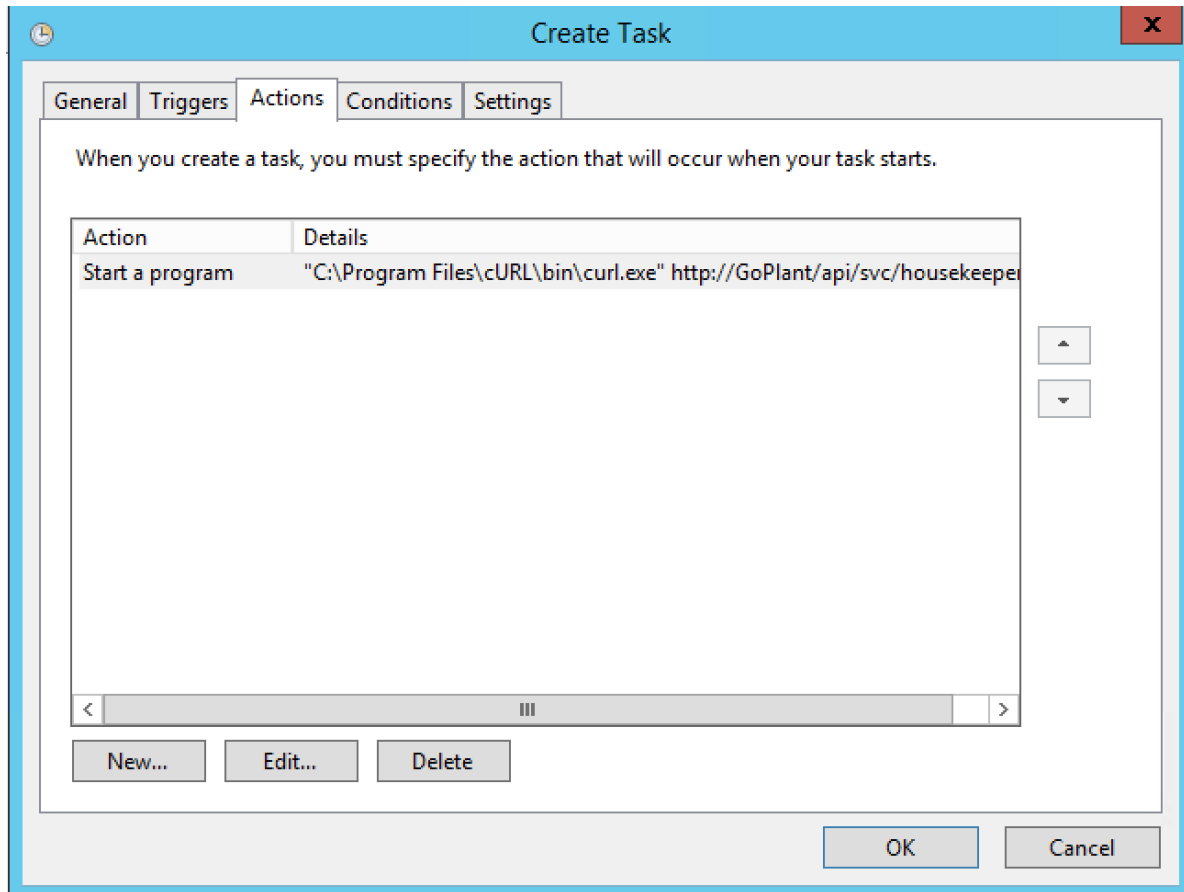 Create Task
x
General Triggers Actions Conditions Settings
When you create a task, you must specify the action that will occur when your task starts.
Action Details
Start a program "C:\Program Files\cURL\bin\curl.exe" http://GoPlant/api/svc/housekeeper
New... Edit... Delete
OK Cancel